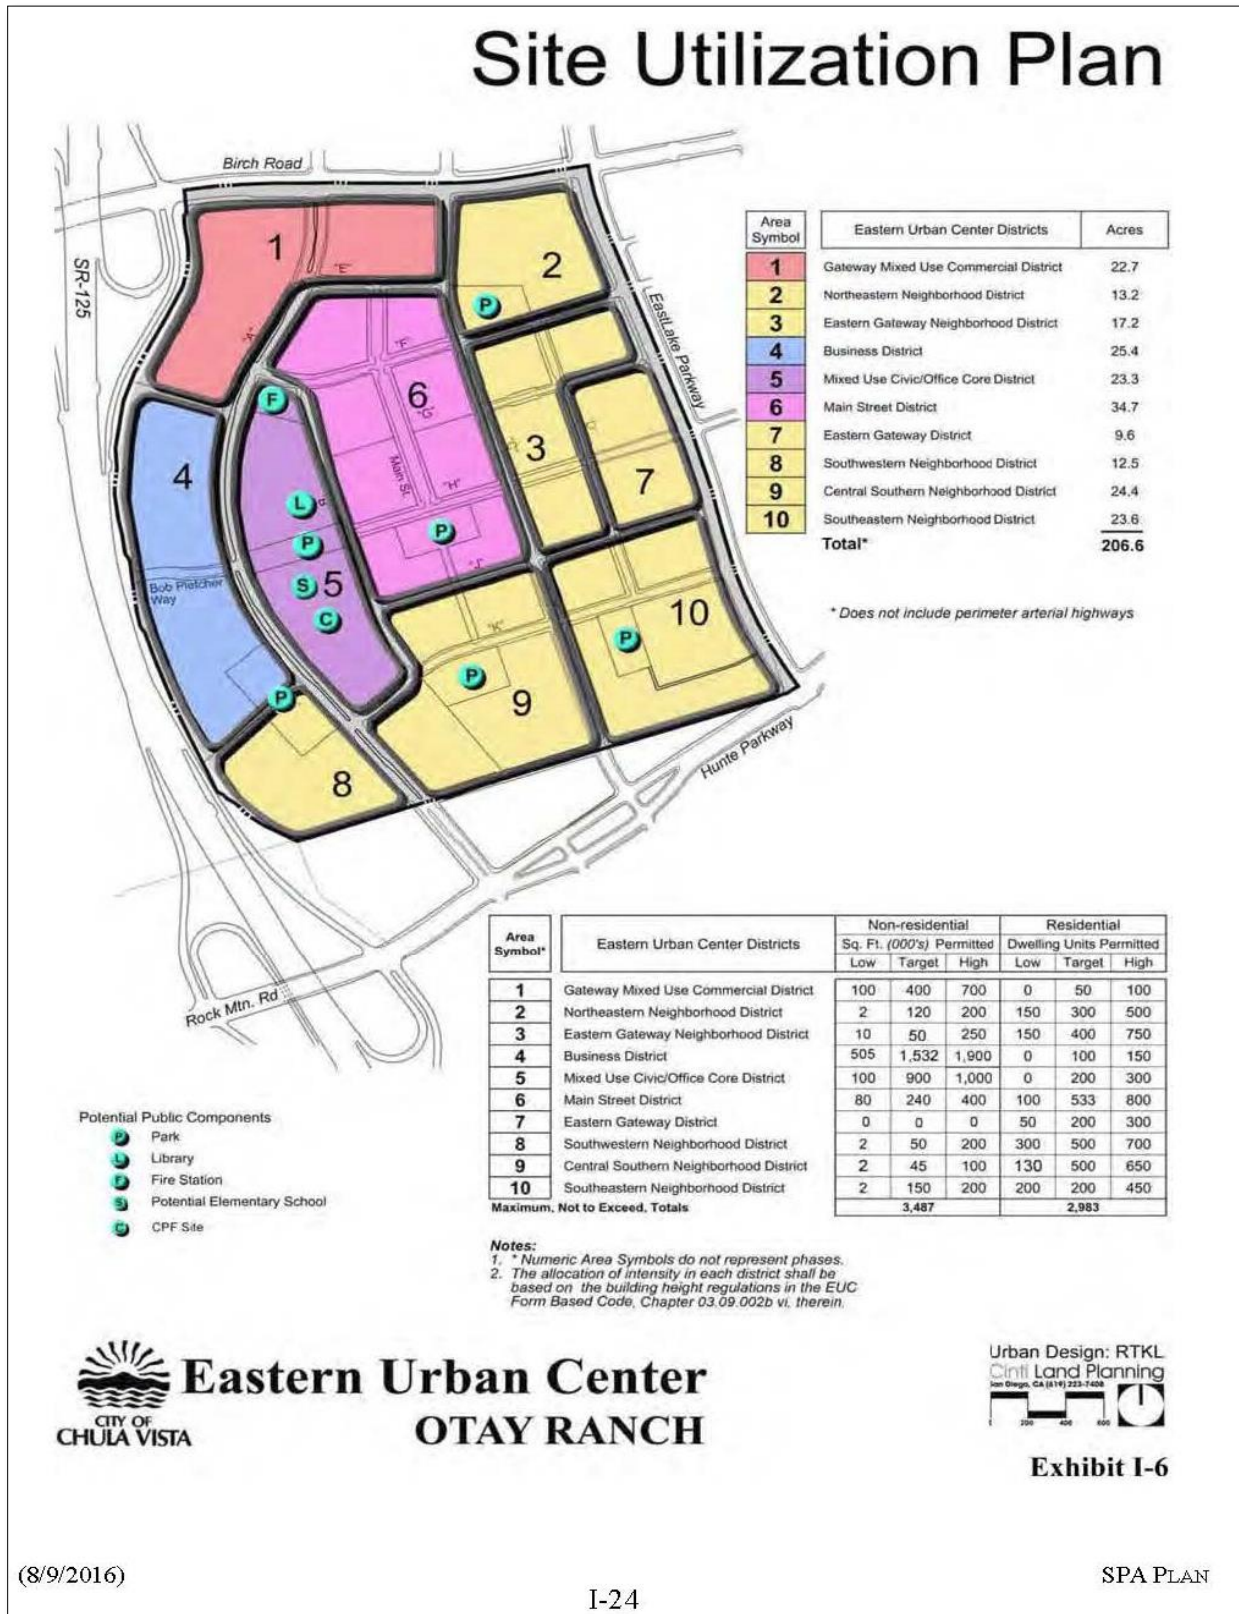 Site Utilization Plan
Birch Road
SR-125
EastLake Parkway
1
"E"
"A"
2
P
"F"
6
"G"
F
3
4
Main St.
7
L
"H"
P
P
"J"
S
5
C
Bob Pletcher
Way
"K"
10
P
P
9
P
8
Hunte Parkway
Rock Mtn. Rd
Area Symbol Eastern Urban Center Districts Acres
1 Gateway Mixed Use Commercial District 22.7
2 Northeastern Neighborhood District 13.2
3 Eastern Gateway Neighborhood District 17.2
4 Business District 25.4
5 Mixed Use Civic/Office Core District 23.3
6 Main Street District 34.7
7 Eastern Gateway District 9.6
8 Southwestern Neighborhood District 12.5
9 Central Southern Neighborhood District 24.4
10 Southeastern Neighborhood District 23.6
Total* 206.6
* Does not include perimeter arterial highways
Area Symbol* Eastern Urban Center Districts Non-residential Residential
Sq. Ft. (000's) Permitted Dwelling Units Permitted
Low Target High Low Target High
1 Gateway Mixed Use Commercial District 100 400 700 0 50 100
2 Northeastern Neighborhood District 2 120 200 150 300 500
3 Eastern Gateway Neighborhood District 10 50 250 150 400 750
4 Business District 505 1,532 1,900 0 100 150
5 Mixed Use Civic/Office Core District 100 900 1,000 0 200 300
6 Main Street District 80 240 400 100 533 800
7 Eastern Gateway District 0 0 0 50 200 300
8 Southwestern Neighborhood District 2 50 200 300 500 700
9 Central Southern Neighborhood District 2 45 100 130 500 650
10 Southeastern Neighborhood District 2 150 200 200 200 450
Maximum, Not to Exceed, Totals 3,487 2,983
Potential Public Components
P Park
L Library
F Fire Station
S Potential Elementary School
C CPF Site
Notes:
1. * Numeric Area Symbols do not represent phases.
2. The allocation of intensity in each district shall be
based on the building height regulations in the EUC
Form Based Code, Chapter 03.09.002b vi. therein.
CITY OF
CHULA VISTA
Eastern Urban Center
OTAY RANCH
Urban Design: RTKL
Cinti Land Planning
San Diego, CA (619) 223-7408
200 400 600
Exhibit I-6
(8/9/2016)
SPA PLAN
I-24